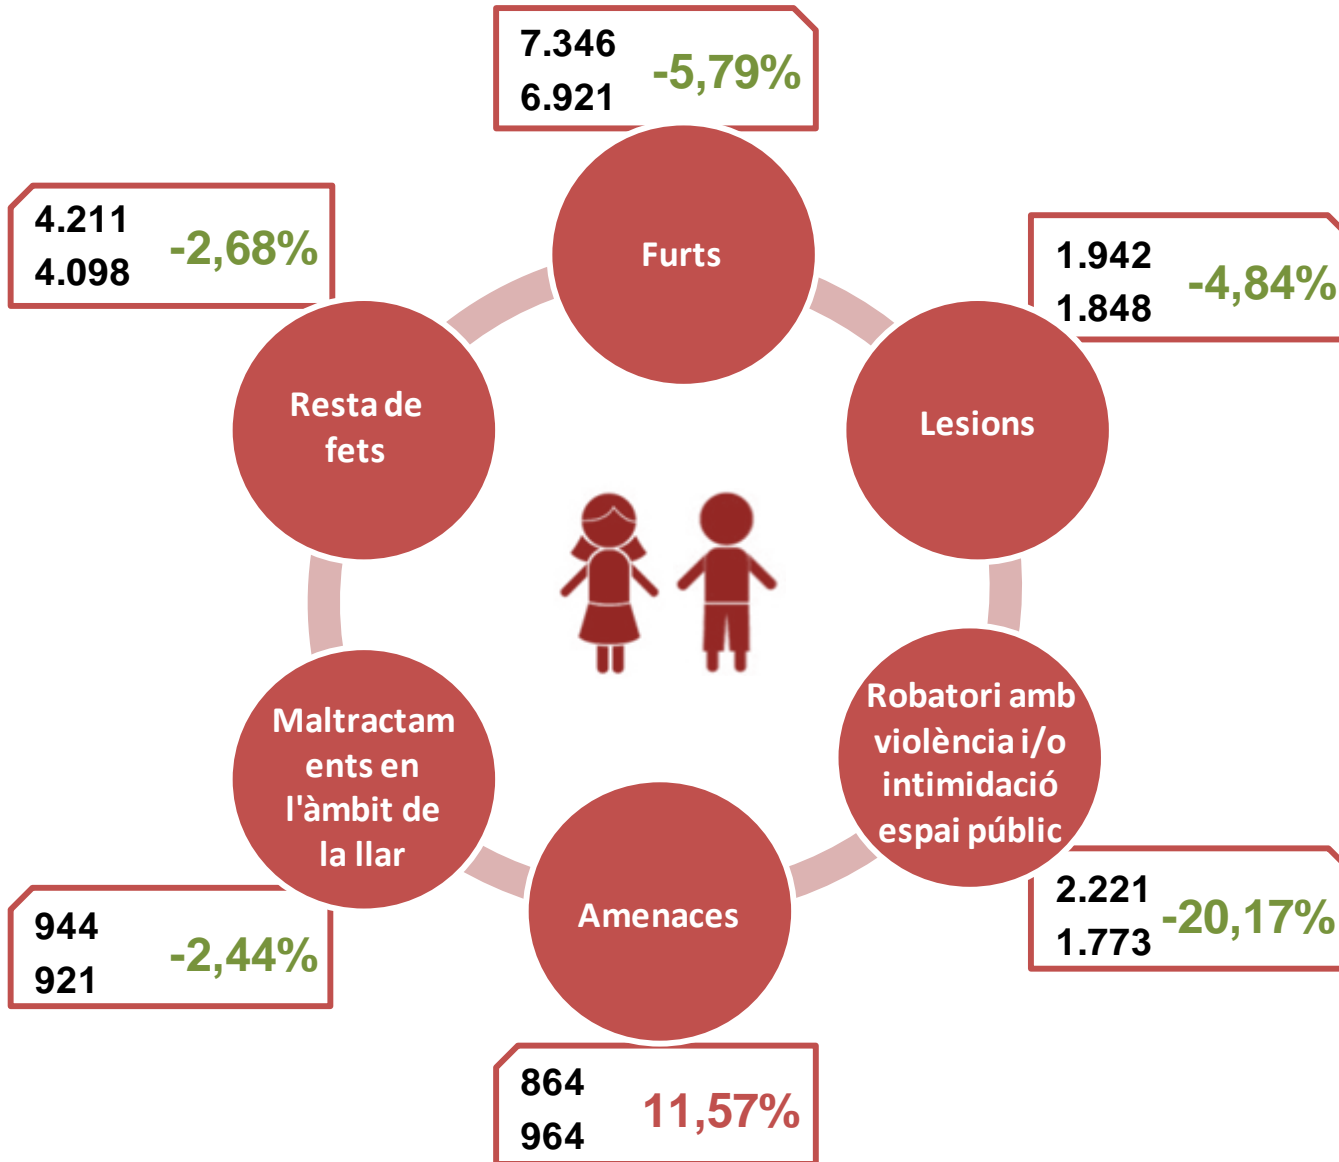 7.346
6.921
-5,79%
Furts
4.211
4.098
-2,68%
Resta de
fets
1.942
1.848
-4,84%
Lesions
Robatori amb
violència i/o
intimidació
espai públic
2.221
1.773
-20,17%
Amenaces
864
964
11,57%
Maltractam
ents en
l'àmbit de
la llar
944
921
-2,44%